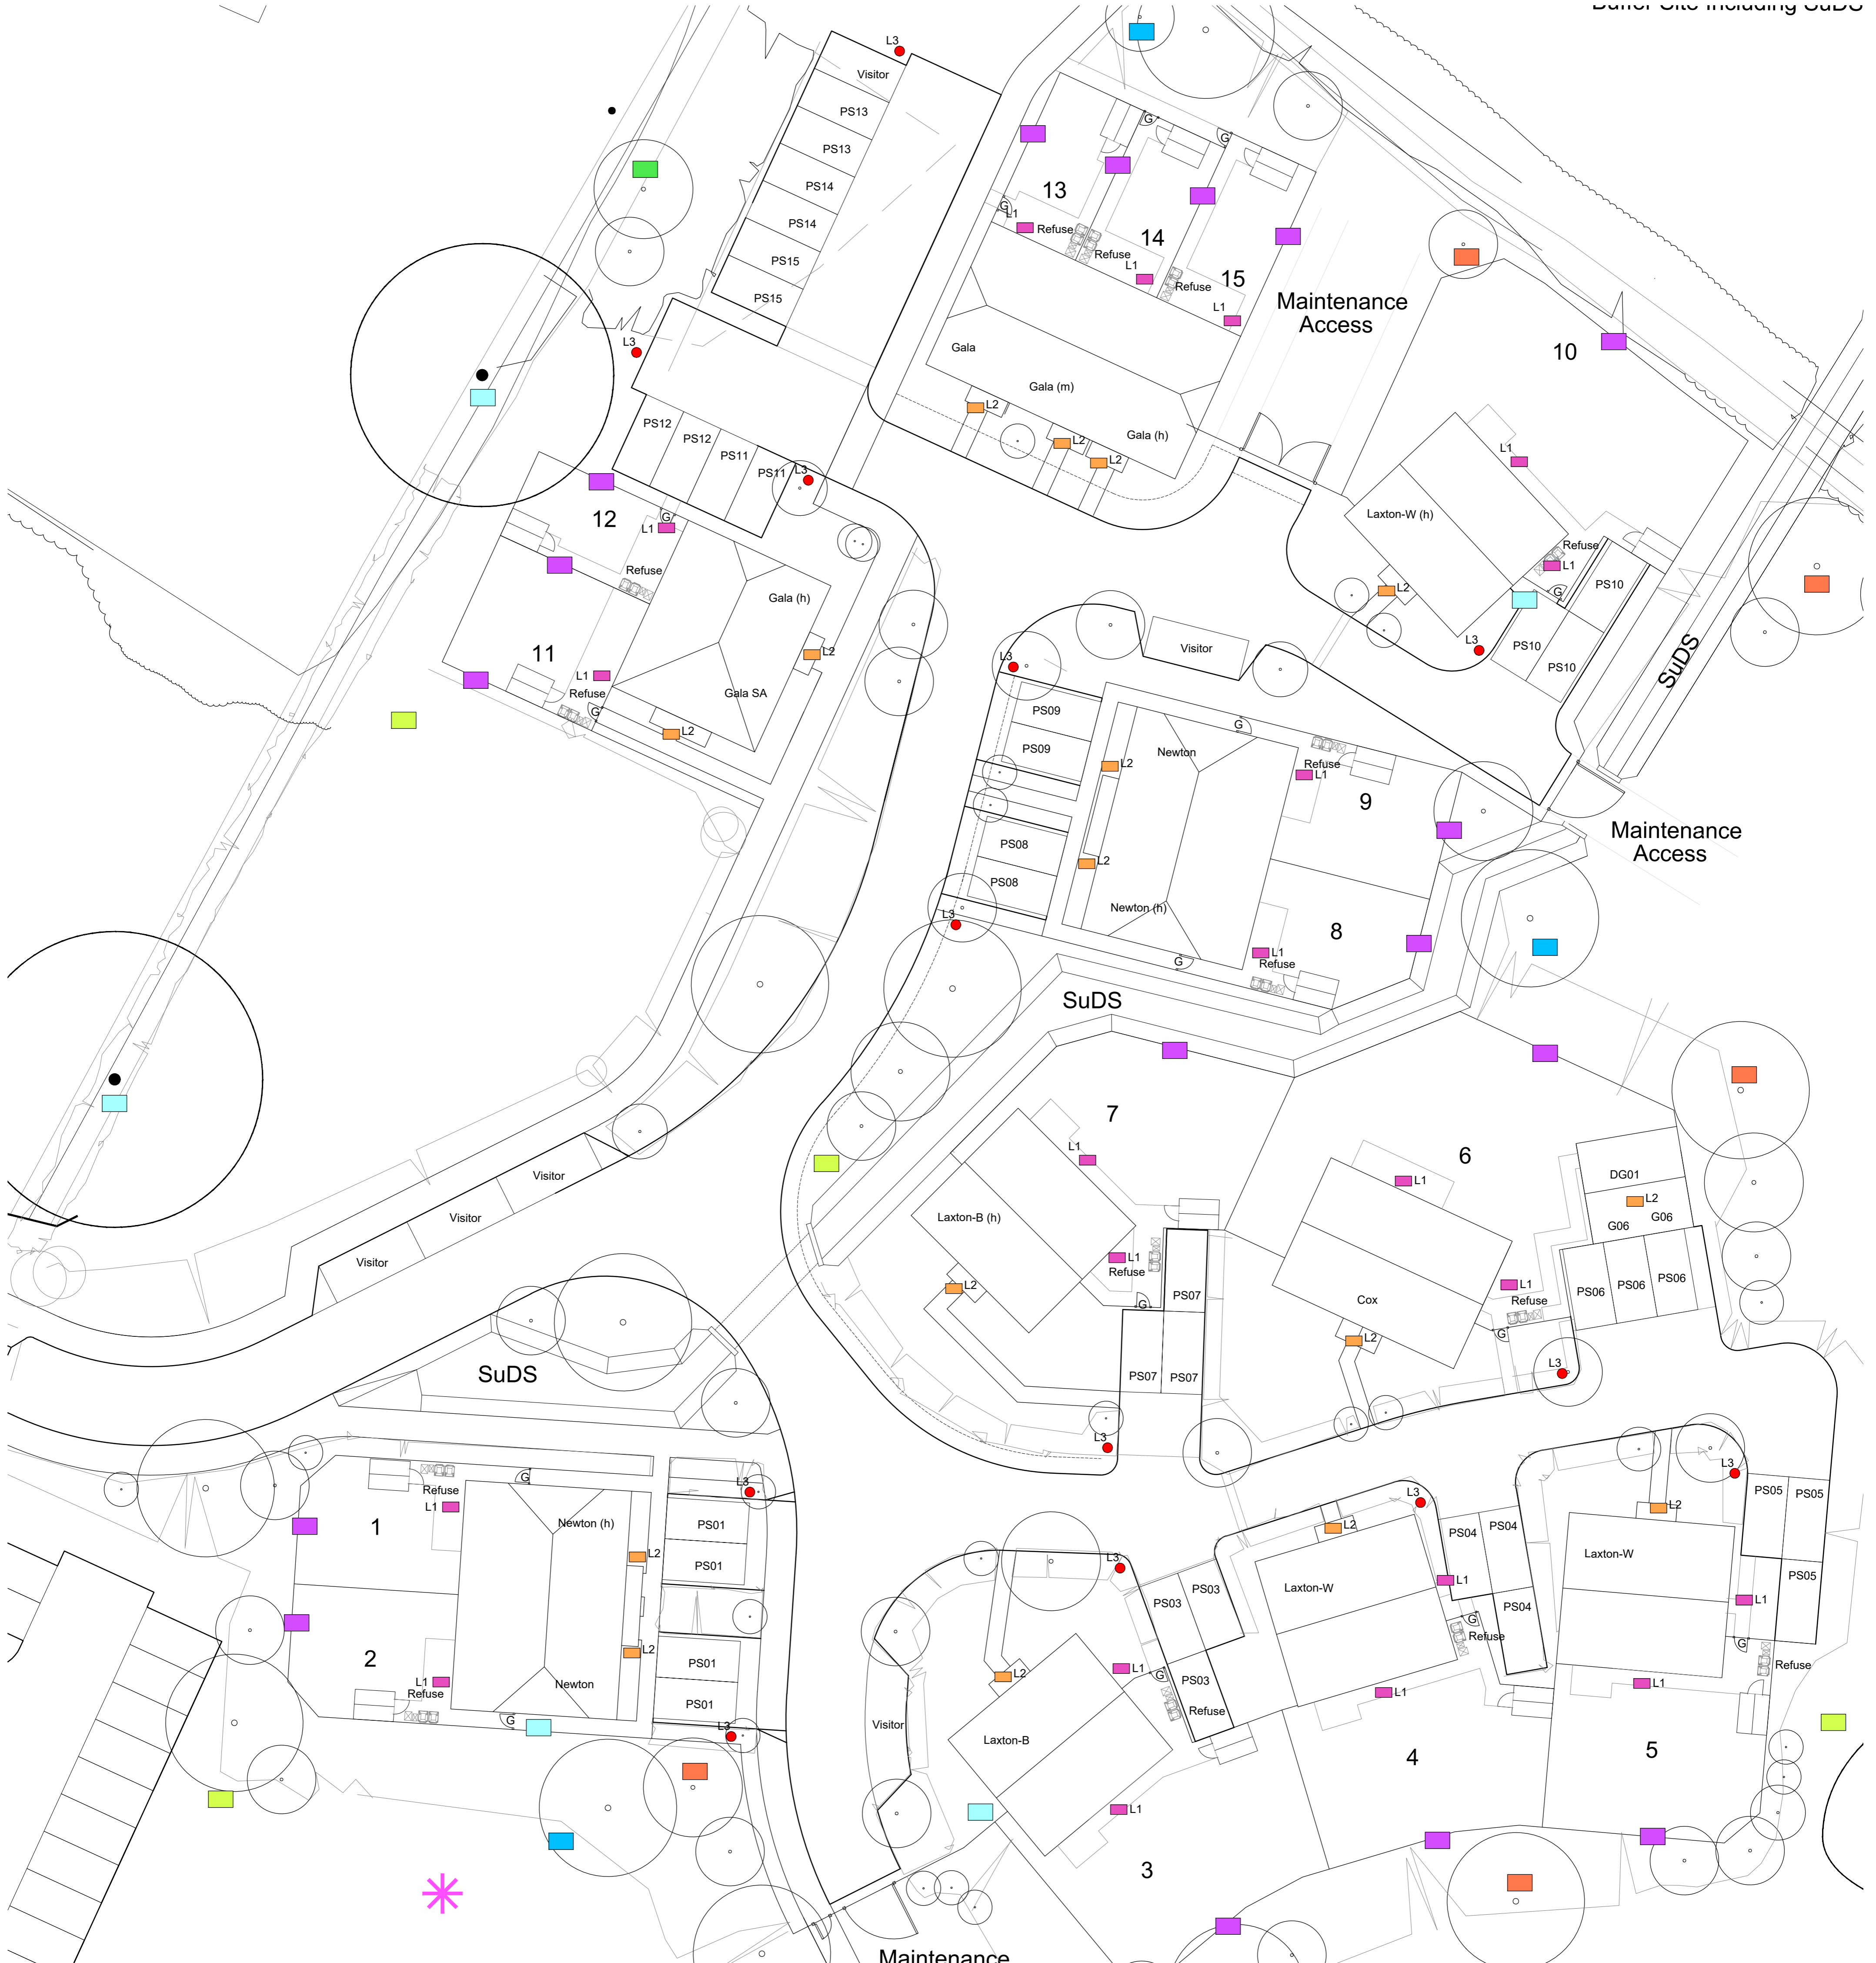 L3
Visitor
PS13
PS13
PS14
PS14
PS15
PS15
L3
PS12
PS12
PS11
PS11
L3
G
G
13
G
L1
Refuse
14
Refuse
L1
15
Refuse
L1
Maintenance
Access
Gala
Gala (m)
Gala (h)
L2
L2
L2
10
L1
Laxton-W (h)
Refuse
L1
PS10
G
L2
PS10
PS10
L3
SuDS
12
G
L1
Refuse
Gala (h)
L2
11
L1
Refuse
G
Gala SA
L2
L3
Visitor
PS09
PS09
L2
Newton
G
Refuse
L1
9
PS08
PS08
L2
Newton (h)
8
L3
L1
Refuse
G
Maintenance
Access
SuDS
7
L1
Laxton-B (h)
L1
Refuse
L2
G
PS07
PS07
PS07
L3
6
L1
DG01
L2
G06
G06
L1
Cox
Refuse
G
L2
PS06
PS06
PS06
L3
Visitor
Visitor
Visitor
SuDS
G
Refuse
L1
1
Newton (h)
L3
PS01
PS01
L2
L2
2
L1
Refuse
Newton
G
PS01
PS01
L3
L3
PS03
PS03
PS03
L2
L1
G
Refuse
Visitor
Laxton-B
L1
3
L3
L2
Laxton-W
PS04
PS04
PS04
L1
G
Refuse
L1
4
L3
L2
Laxton-W
PS05
PS05
PS05
L1
G
Refuse
L1
5
Maintenance